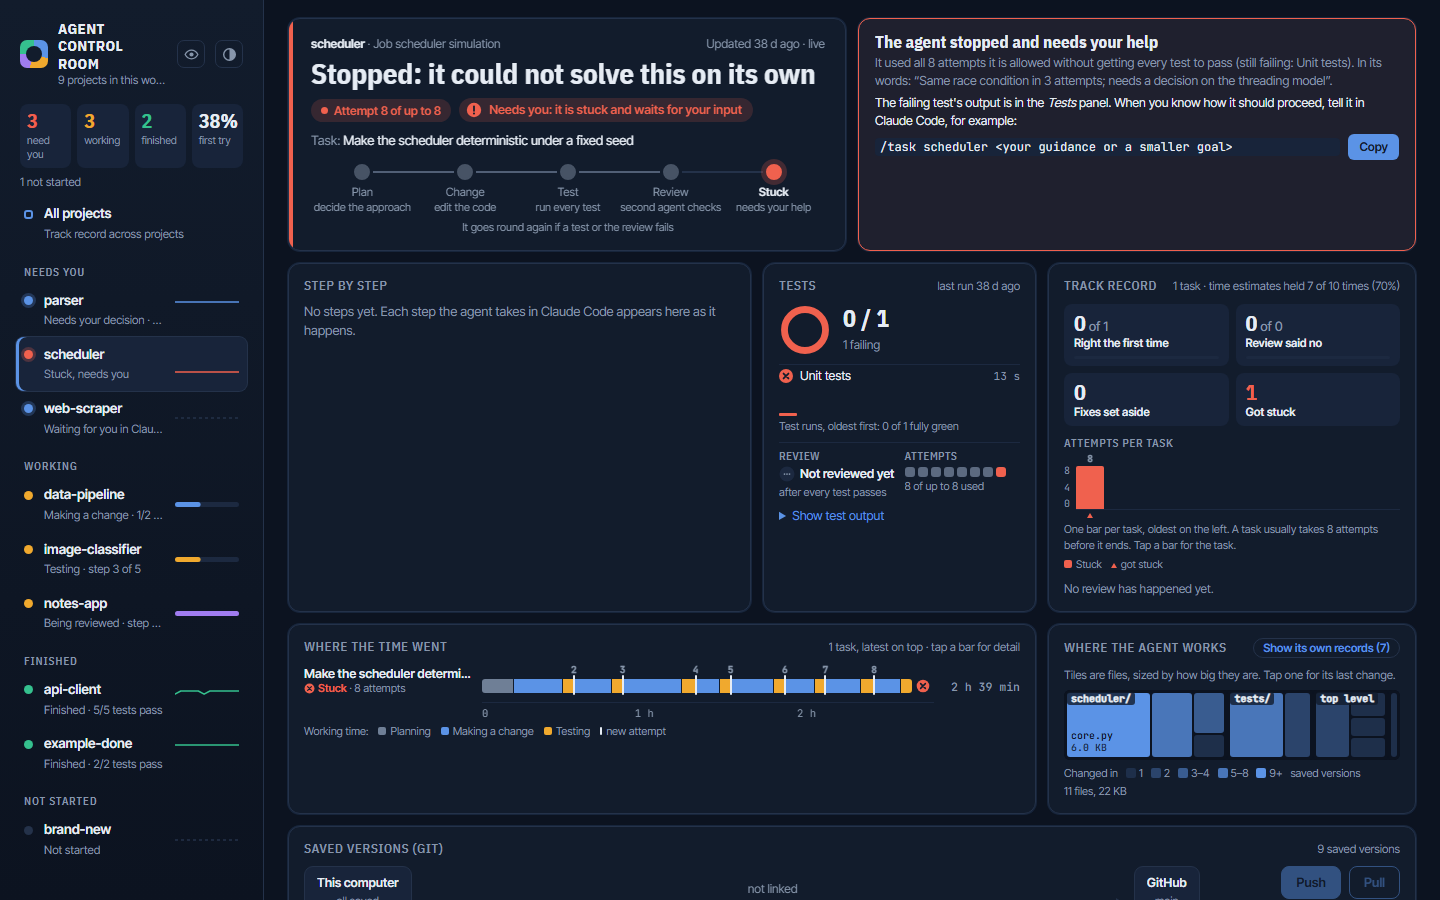 AGENT
CONTROL
ROOM
9 projects in this wo...
3
need
you
3
working
2
finished
38%
first try
1 not started
All projects
Track record across projects
NEEDS YOU
parser
Needs your decision · ...
scheduler
Stuck, needs you
web-scraper
Waiting for you in Clau...
WORKING
data-pipeline
Making a change · 1/2 ...
image-classifier
Testing · step 3 of 5
notes-app
Being reviewed · step ...
FINISHED
api-client
Finished · 5/5 tests pass
example-done
Finished · 2/2 tests pass
NOT STARTED
brand-new
Not started
scheduler · Job scheduler simulation
Updated 38 d ago · live
Stopped: it could not solve this on its own
Attempt 8 of up to 8
Needs you: it is stuck and waits for your input
Task: Make the scheduler deterministic under a fixed seed
Plan
decide the approach
Change
edit the code
Test
run every test
Review
second agent checks
Stuck
needs your help
It goes round again if a test or the review fails
The agent stopped and needs your help
It used all 8 attempts it is allowed without getting every test to pass (still failing: Unit tests). In its
words: “Same race condition in 3 attempts; needs a decision on the threading model”.
The failing test's output is in the Tests panel. When you know how it should proceed, tell it in
Claude Code, for example:
/task scheduler <your guidance or a smaller goal>
Copy
STEP BY STEP
No steps yet. Each step the agent takes in Claude Code appears here as it
happens.
TESTS
last run 38 d ago
0 / 1
1 failing
Unit tests
13 s
Test runs, oldest first: 0 of 1 fully green
REVIEW
Not reviewed yet
after every test passes
ATTEMPTS
8 of up to 8 used
Show test output
TRACK RECORD
1 task · time estimates held 7 of 10 times (70%)
0 of 1
Right the first time
0 of 0
Review said no
0
Fixes set aside
1
Got stuck
ATTEMPTS PER TASK
8
8
4
0
One bar per task, oldest on the left. A task usually takes 8 attempts
before it ends. Tap a bar for the task.
Stuck
got stuck
No review has happened yet.
WHERE THE TIME WENT
1 task, latest on top · tap a bar for detail
Make the scheduler determi...
Stuck · 8 attempts
2 3 4 5 6 7 8
2 h 39 min
0 1 h 2 h
Working time: Planning Making a change Testing new attempt
WHERE THE AGENT WORKS
Show its own records (7)
Tiles are files, sized by how big they are. Tap one for its last change.
scheduler/
tests/
top level
core.py
6.0 KB
Changed in 1 2 3–4 5–8 9+ saved versions
11 files, 22 KB
SAVED VERSIONS (GIT)
9 saved versions
This computer
not linked
GitHub
Push
Pull